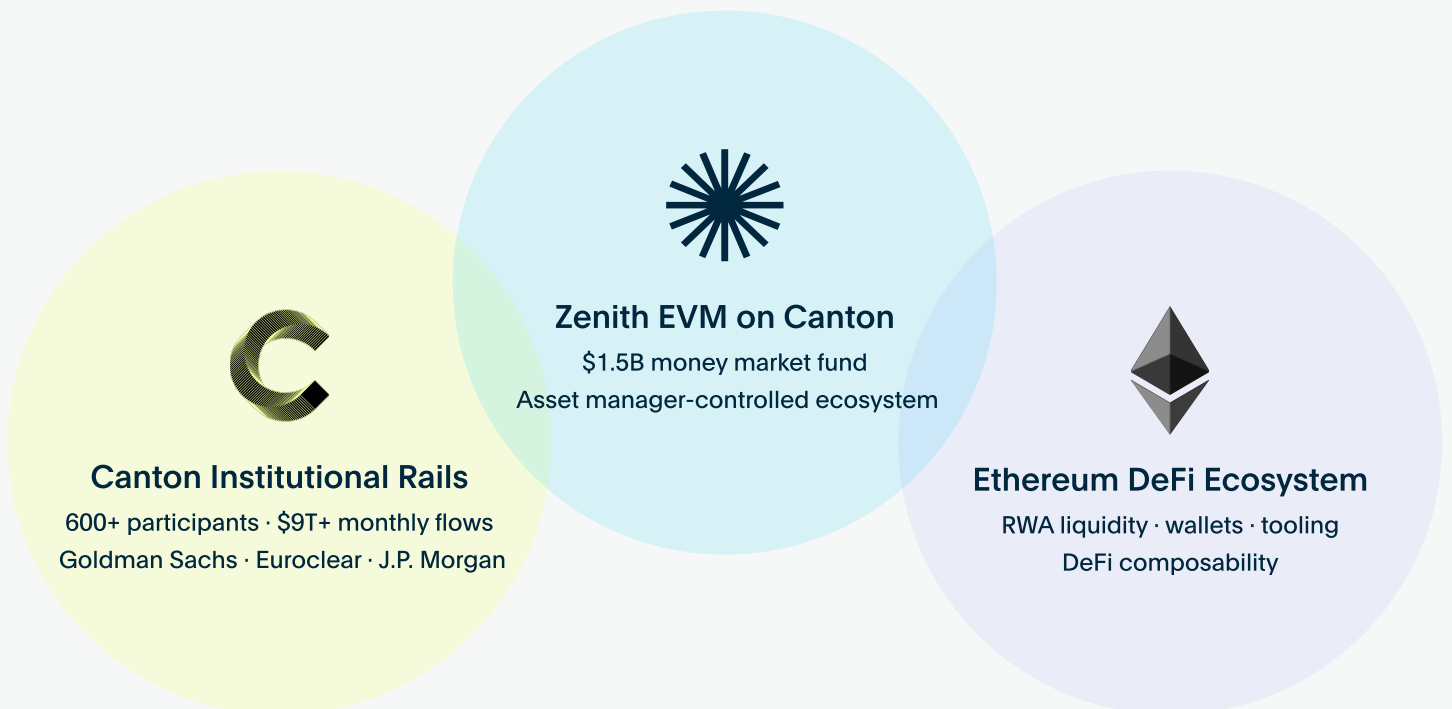 Zenith EVM on Canton
$1.5B money market fund
Asset manager-controlled ecosystem
Canton Institutional Rails
600+ participants · $9T+ monthly flows
Goldman Sachs · Euroclear · J.P. Morgan
Ethereum DeFi Ecosystem
RWA liquidity · wallets · tooling
DeFi composability